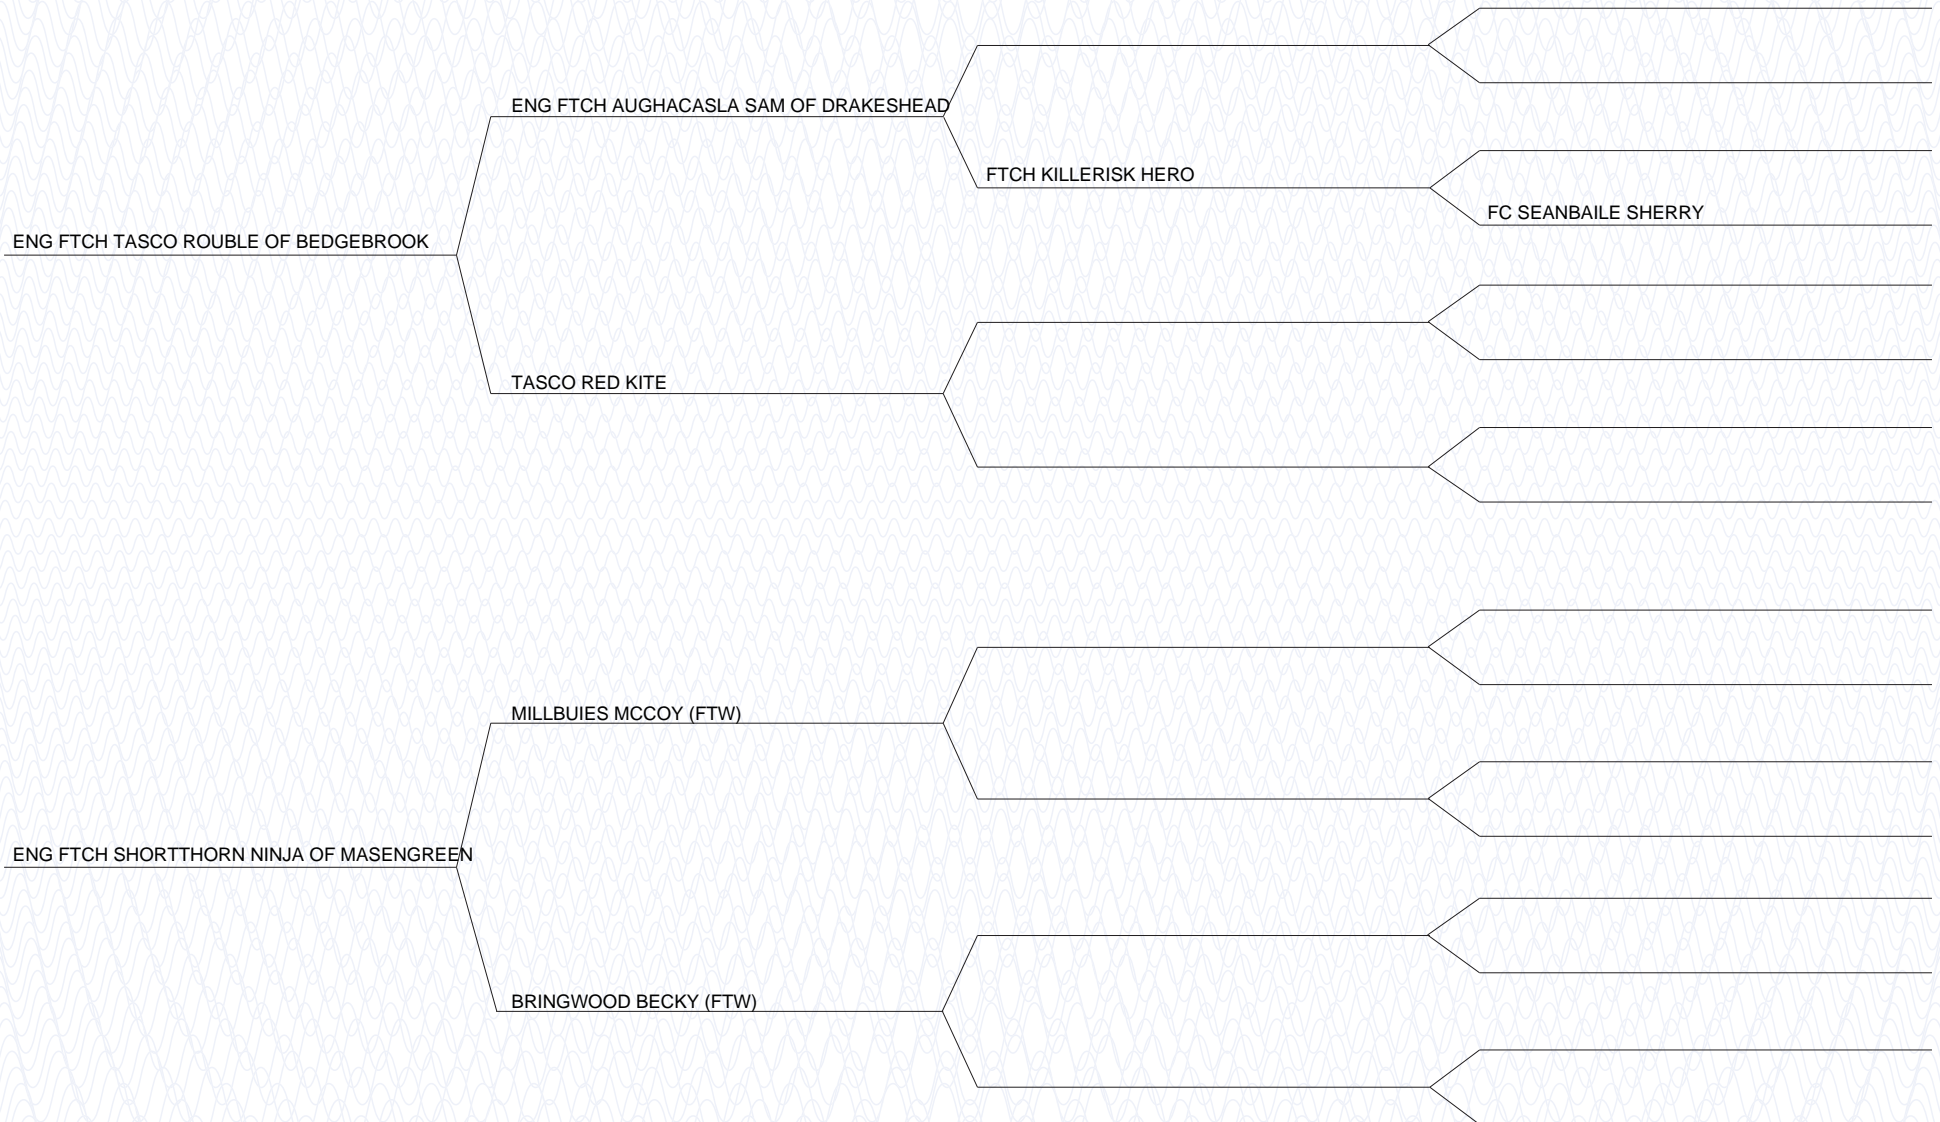 ENG FTCH AUGHACASLA SAM OF DRAKESHEAD
FTCH KILLERISK HERO
FC SEANBAILE SHERRY
ENG FTCH TASCO ROUBLE OF BEDGEBROOK
TASCO RED KITE
MILLBUIES MCCOY (FTW)
ENG FTCH SHORTTHORN NINJA OF MASENGREEN
BRINGWOOD BECKY (FTW)